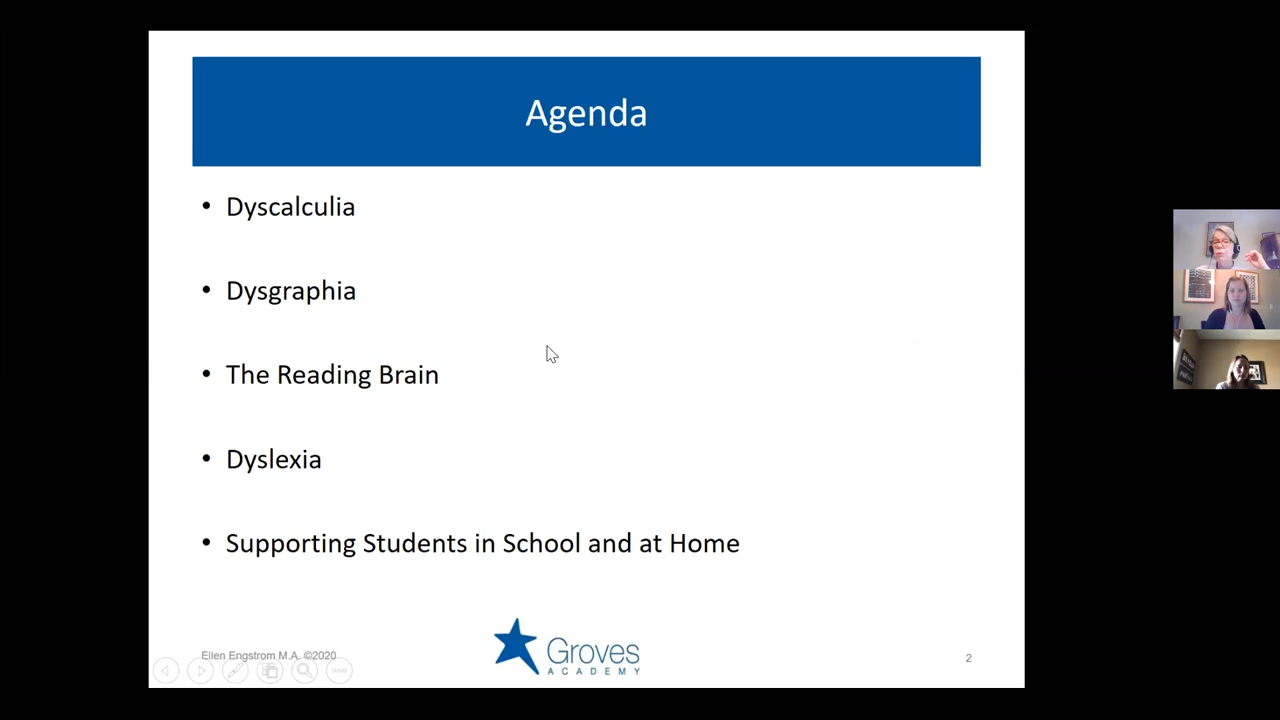 Agenda
• Dyscalculia
• Dysgraphia
• The Reading Brain
• Dyslexia
• Supporting Students in School and at Home
Ellen Engstrom M.A. ©2020
Groves
ACADEMY
2